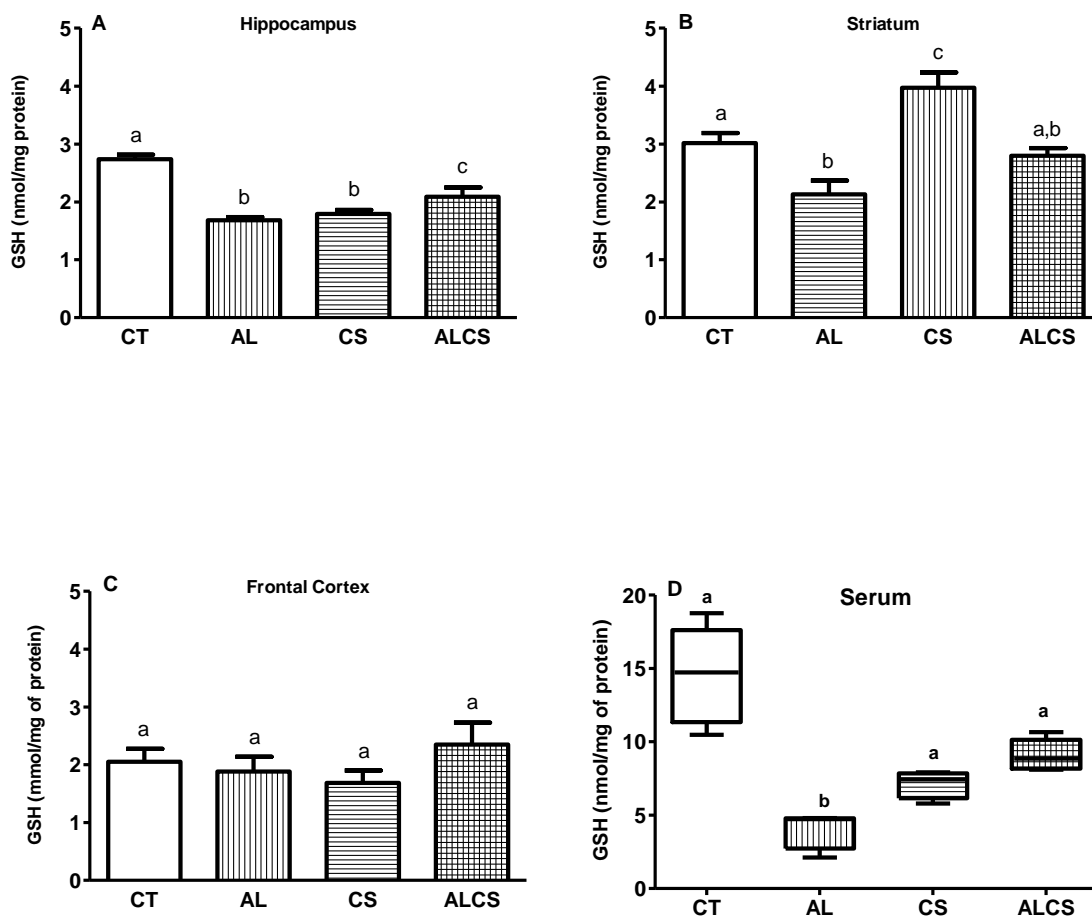 A
Hippocampus
GSH (nmol/mg protein)
5
4
3
2
1
0
a
b
b
c
CT AL CS ALCS
B
Striatum
GSH (nmol/mg protein)
5
4
3
2
1
0
a
b
c
a,b
CT AL CS ALCS
C
Frontal Cortex
GSH (mmol/mg of protein)
5
4
3
2
1
0
a
a
a
a
CT AL CS ALCS
D
Serum
GSH (nmol/mg of protein)
20
15
10
5
0
a
b
a
a
CT AL CS ALCS